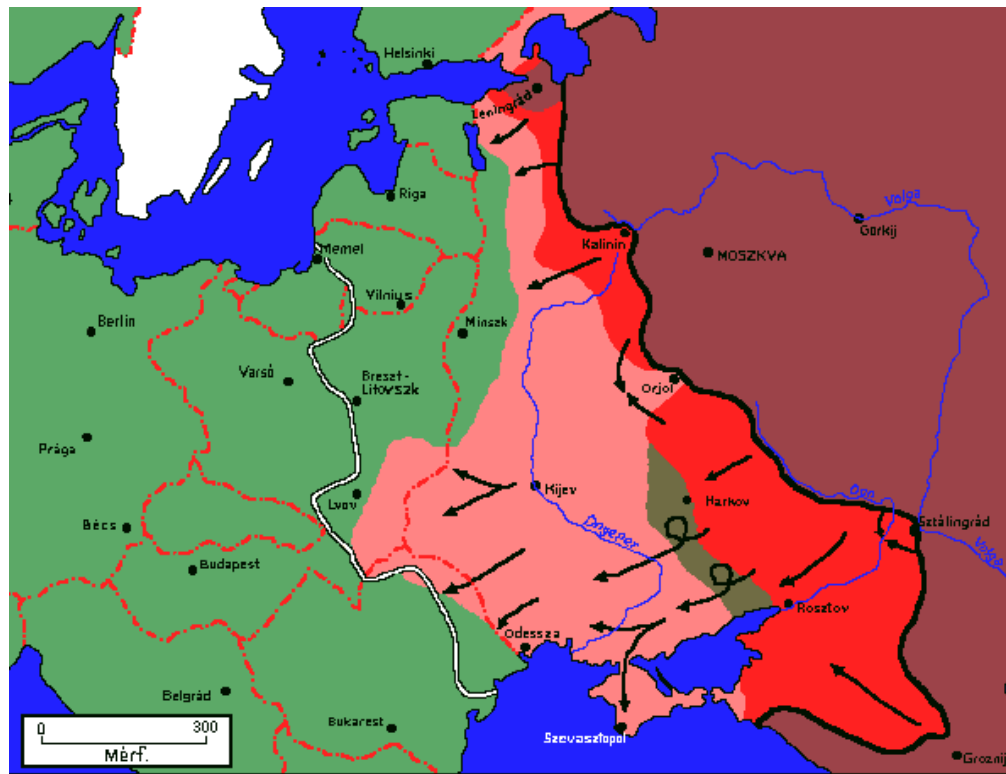 Helsinki
Leningrád
Riga
Volga
Gorkij
Kalinin
MOSZKVA
Memel
Vilnius
Berlin
Minszk
Varsó
Breszt-
Litovszk
Orjol
Prága
Kijev
Harkov
Don
Lvov
Bécs
Dnyeper
Sztálingrád
Volga
Budapest
Rosztov
Odessza
Belgrád
Bukarest
Szevasztopol
Groznij
0 300
Mérf.